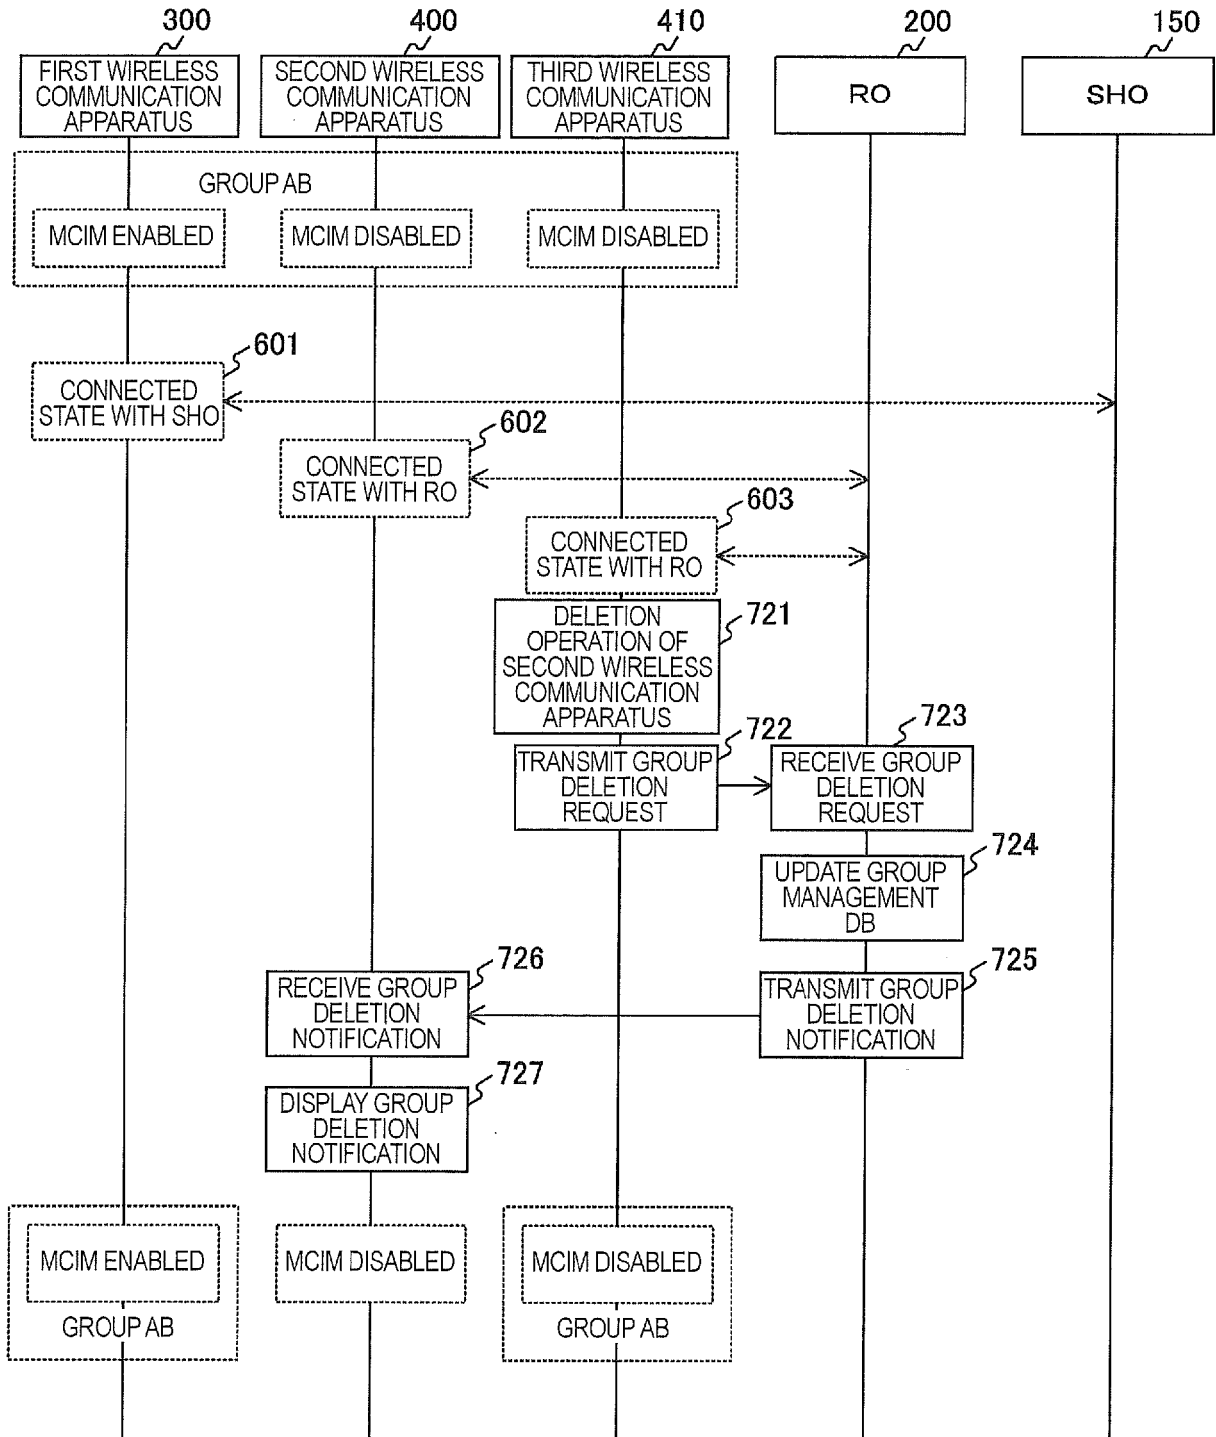 300
400
410
200
150
FIRST WIRELESS
COMMUNICATION
APPARATUS
SECOND WIRELESS
COMMUNICATION
APPARATUS
THIRD WIRELESS
COMMUNICATION
APPARATUS
RO
SHO
GROUP AB
MCIM ENABLED
MCIM DISABLED
MCIM DISABLED
601
CONNECTED
STATE WITH SHO
602
CONNECTED
STATE WITH RO
603
CONNECTED
STATE WITH RO
721
DELETION
OPERATION OF
SECOND WIRELESS
COMMUNICATION
APPARATUS
722
TRANSMIT GROUP
DELETION
REQUEST
723
RECEIVE GROUP
DELETION
REQUEST
724
UPDATE GROUP
MANAGEMENT
DB
725
TRANSMIT GROUP
DELETION
NOTIFICATION
726
RECEIVE GROUP
DELETION
NOTIFICATION
727
DISPLAY GROUP
DELETION
NOTIFICATION
MCIM ENABLED
GROUP AB
MCIM DISABLED
MCIM DISABLED
GROUP AB